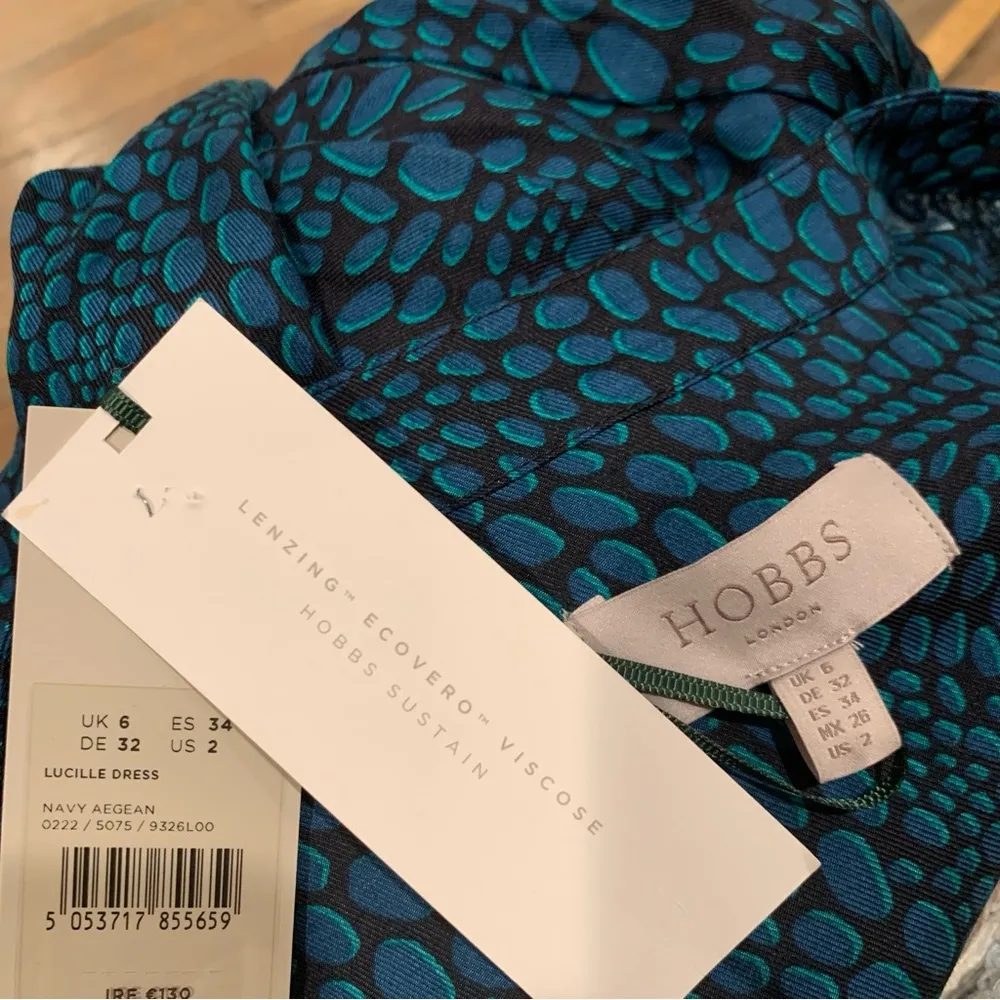 LENZING™ ECOVERO™ VISCOSE
HOBBS SUSTAIN
HOBBS
LONDON
UK 6
DE 32
ES 34
MX 26
US 2
UK 6 ES 34
DE 32 US 2
LUCILLE DRESS
NAVY AEGEAN
0222 / 5075 / 9326L00
5 053717 855659
IRE €130